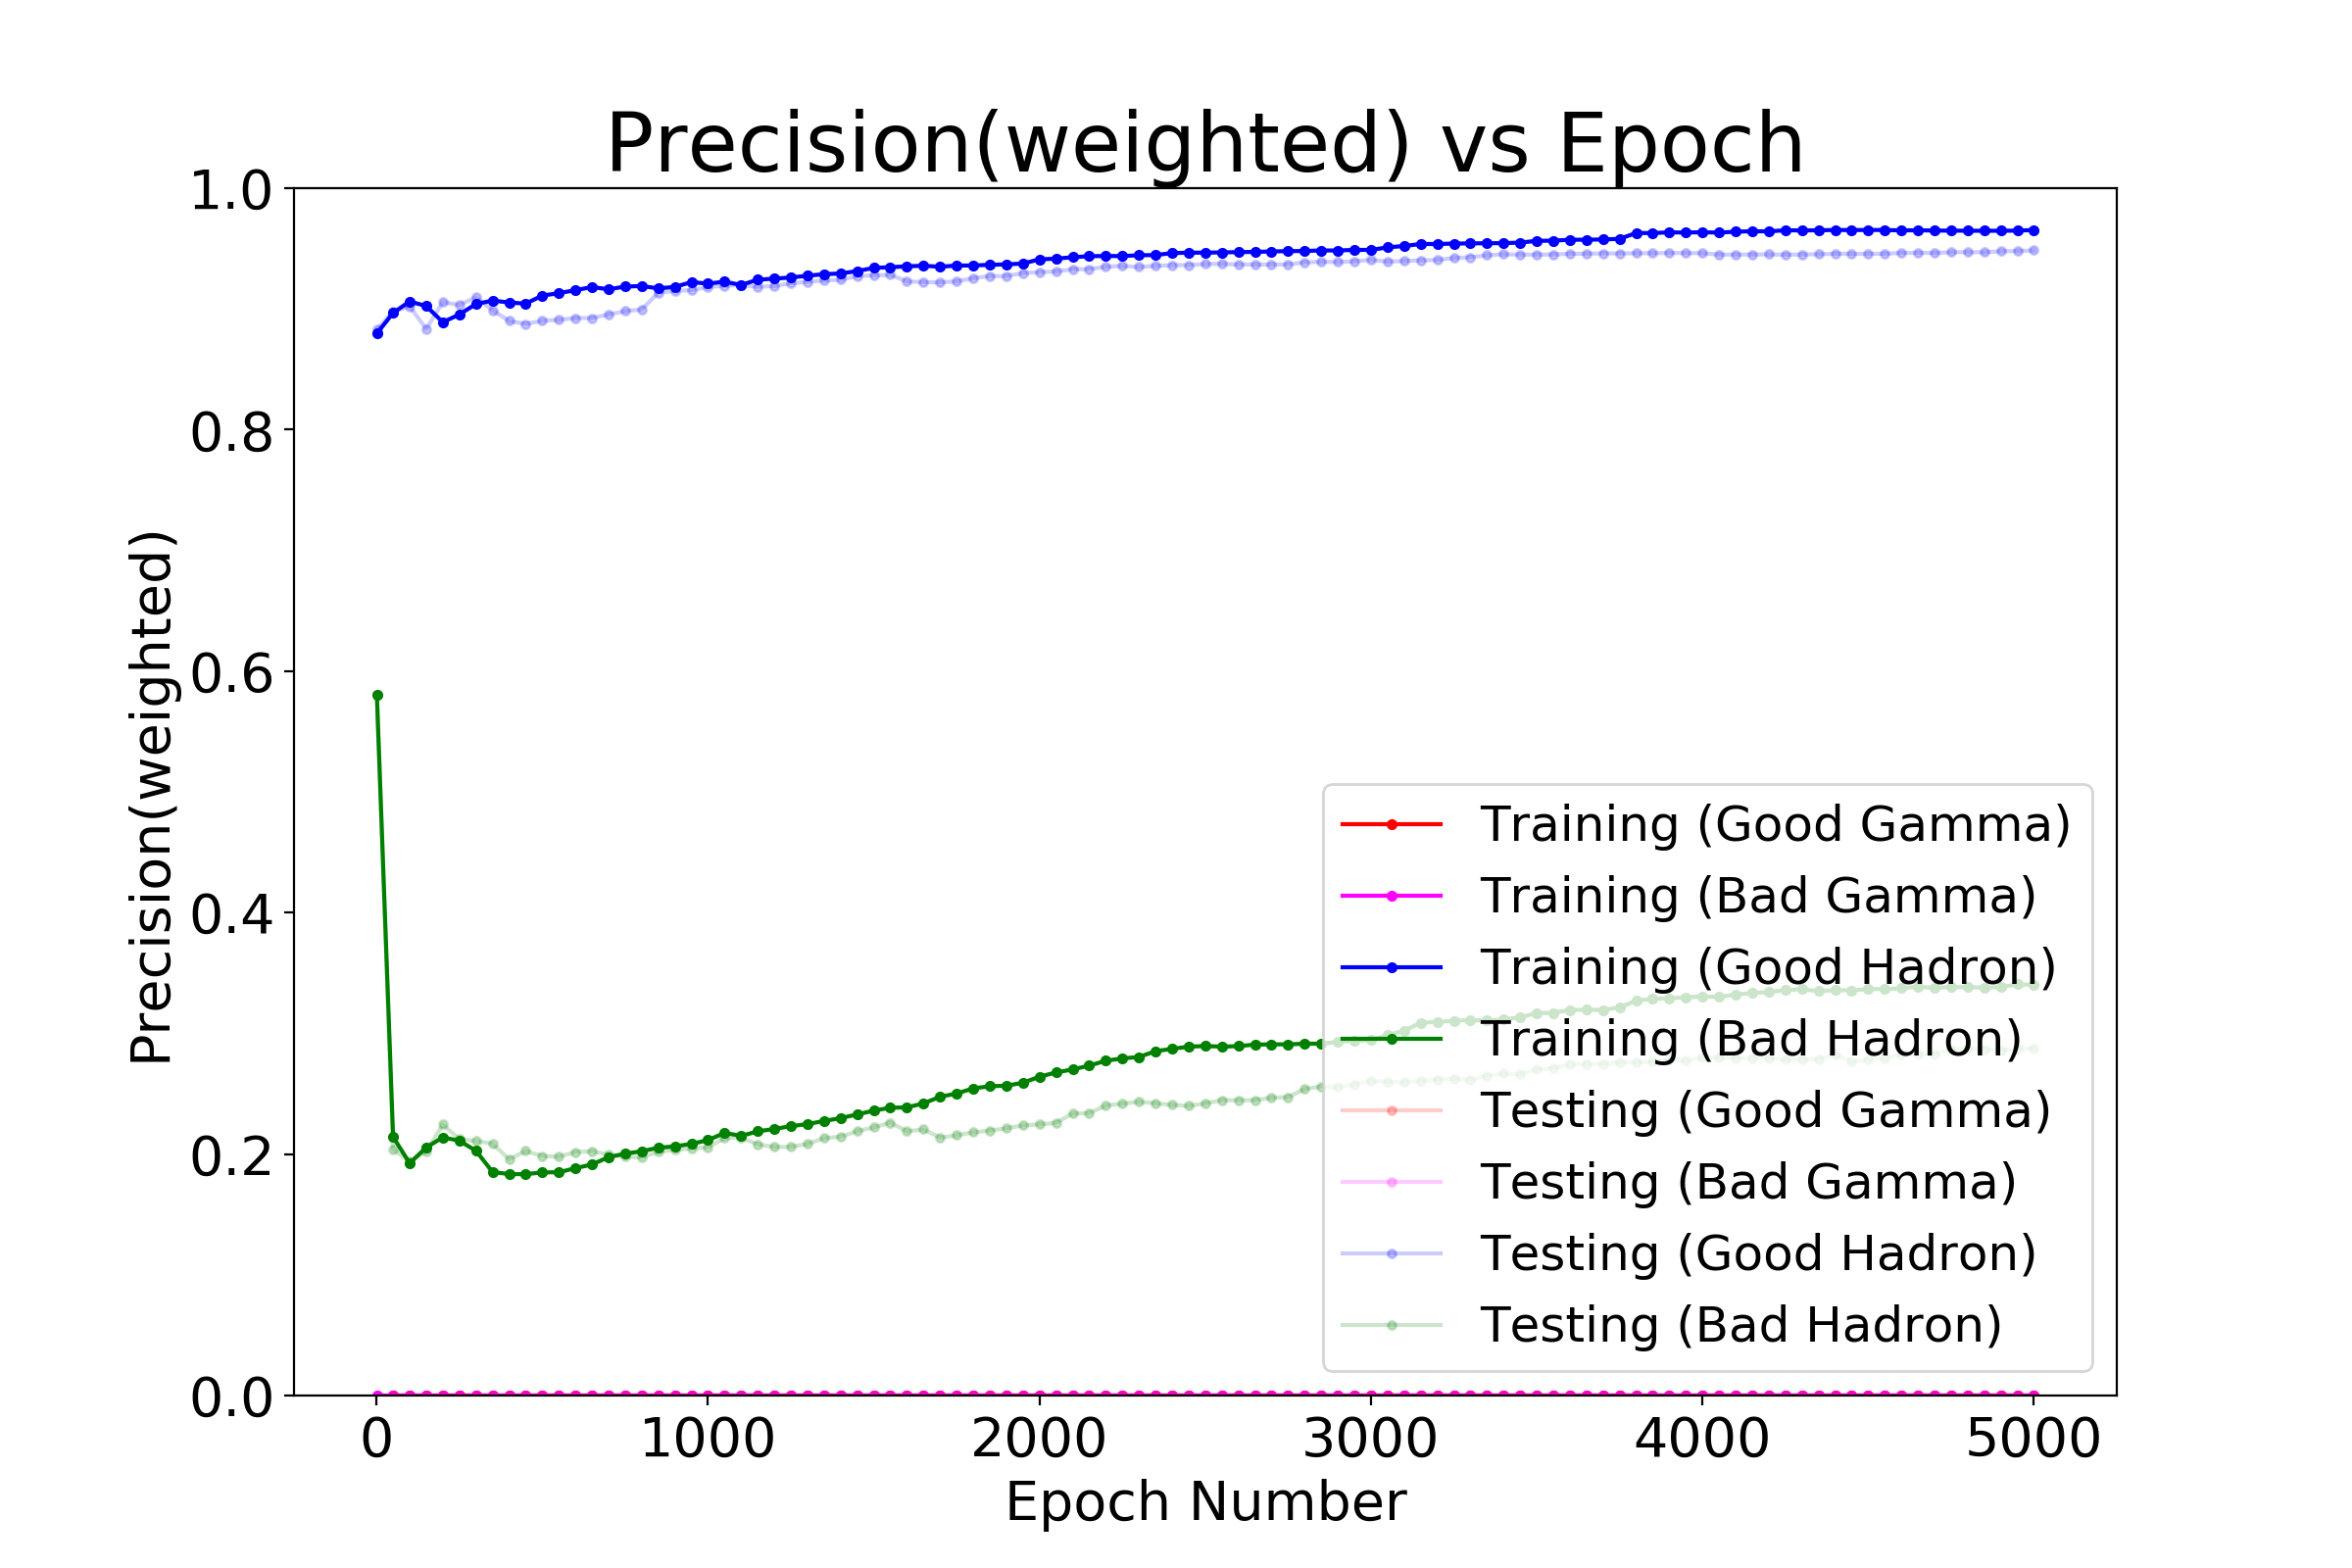 Precision(weighted) vs Epoch
Precision(weighted)
1.0
0.8
0.6
0.4
0.2
0.0
Training (Good Gamma)
Training (Bad Gamma)
Training (Good Hadron)
Training (Bad Hadron)
Testing (Good Gamma)
Testing (Bad Gamma)
Testing (Good Hadron)
Testing (Bad Hadron)
0 1000 2000 3000 4000 5000
Epoch Number